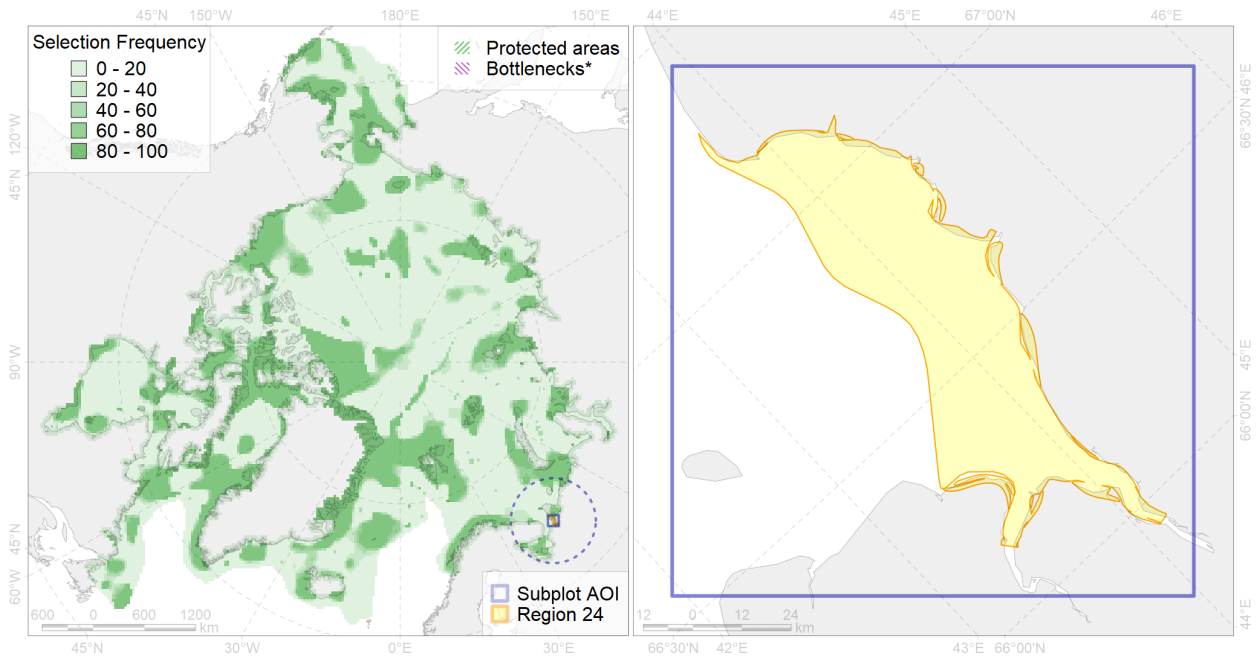 45°N 150°W 180°E 150°E 44°E 45°E 67°00'N 46°E
Selection Frequency
0 - 20
20 - 40
40 - 60
60 - 80
80 - 100
Protected areas
Bottlenecks*
120°W
45°N
90°W
45°N
60°W
46°E
66°30'N
45°E
66°00'N
44°E
Subplot AOI
Region 24
600 0 600 1200
km
12 0 12 24
km
45°N 30°W 0°E 30°E 66°30'N 42°E 43°E 66°00'N